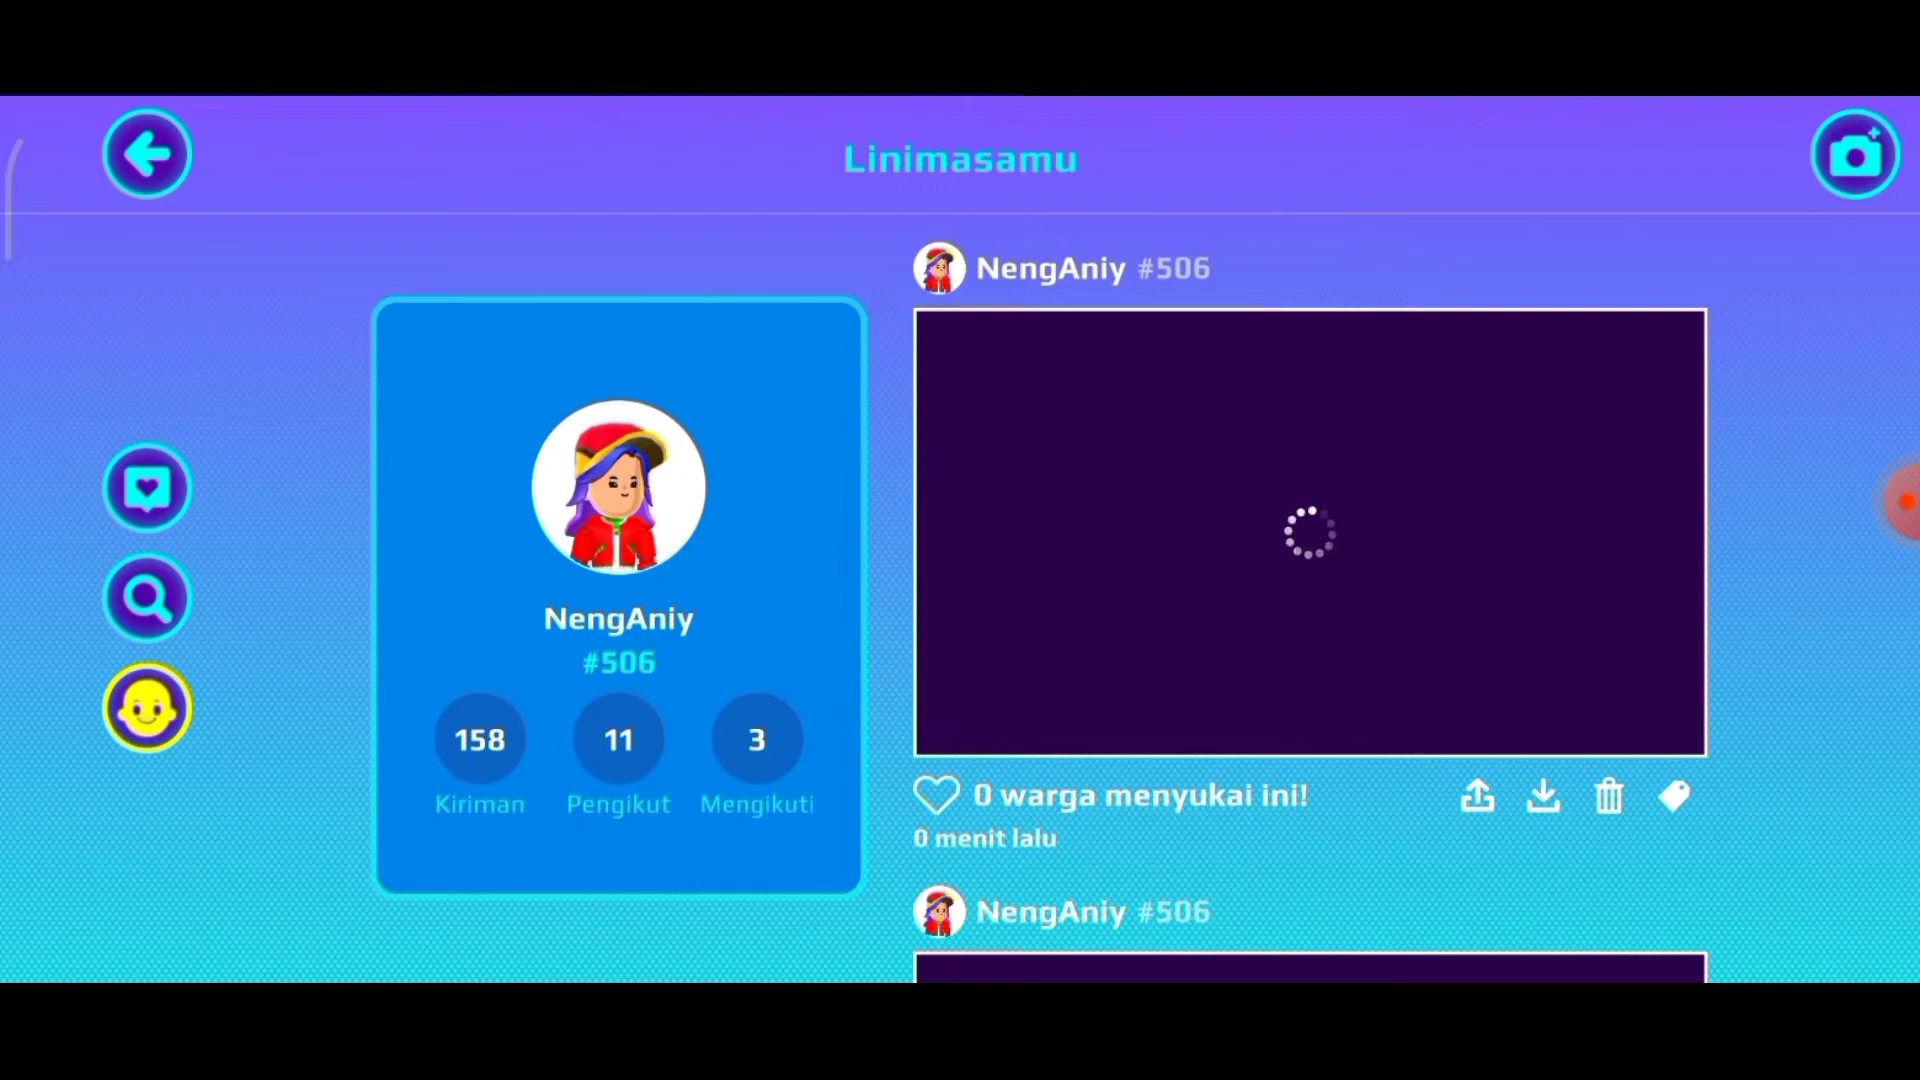 Linimasamu
NengAniy #506
NengAniy
#506
158
11
3
Kiriman
Pengikut
Mengikuti
0 warga menyukai ini!
0 menit lalu
NengAniy #506